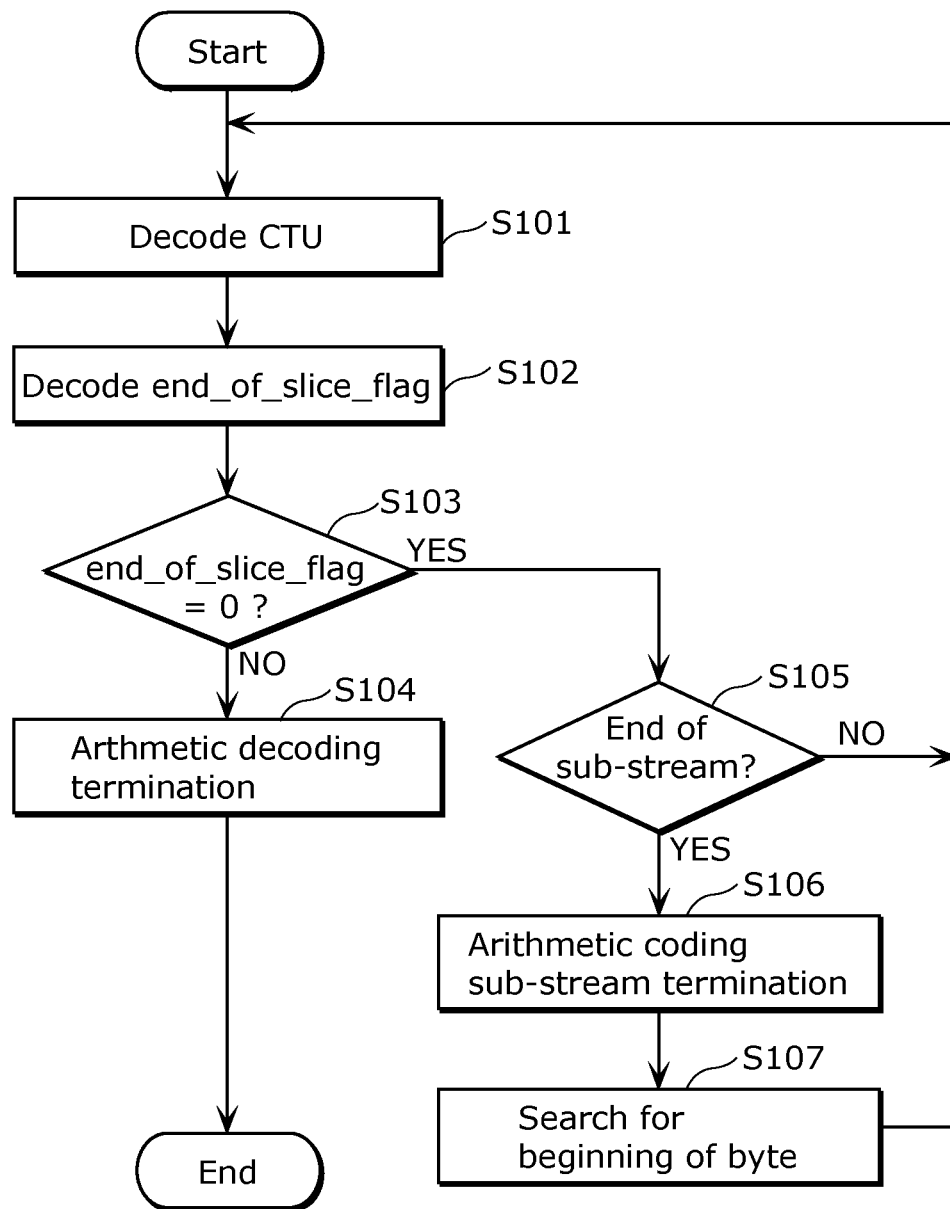 Start
Decode CTU
S101
Decode end_of_slice_flag
S102
S103
end_of_slice_flag
= 0 ?
YES
NO
S104
Arthmetic decoding
termination
S105
End of
sub-stream?
NO
YES
S106
Arithmetic coding
sub-stream termination
S107
Search for
beginning of byte
End